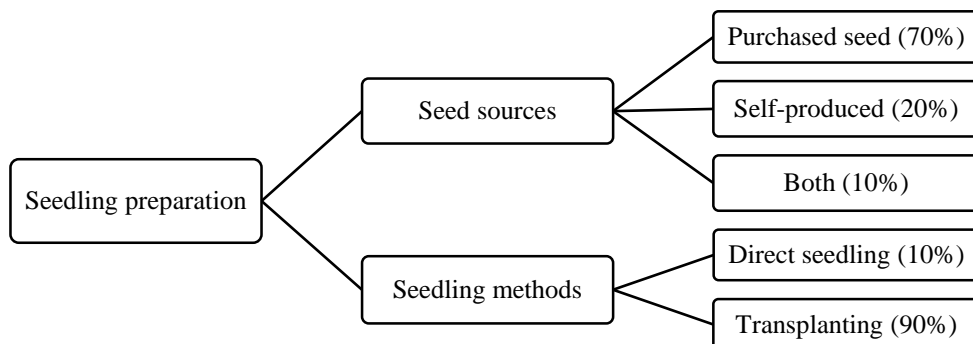 Seedling preparation
Seed sources
Purchased seed (70%)
Self-produced (20%)
Both (10%)
Seedling methods
Direct seedling (10%)
Transplanting (90%)